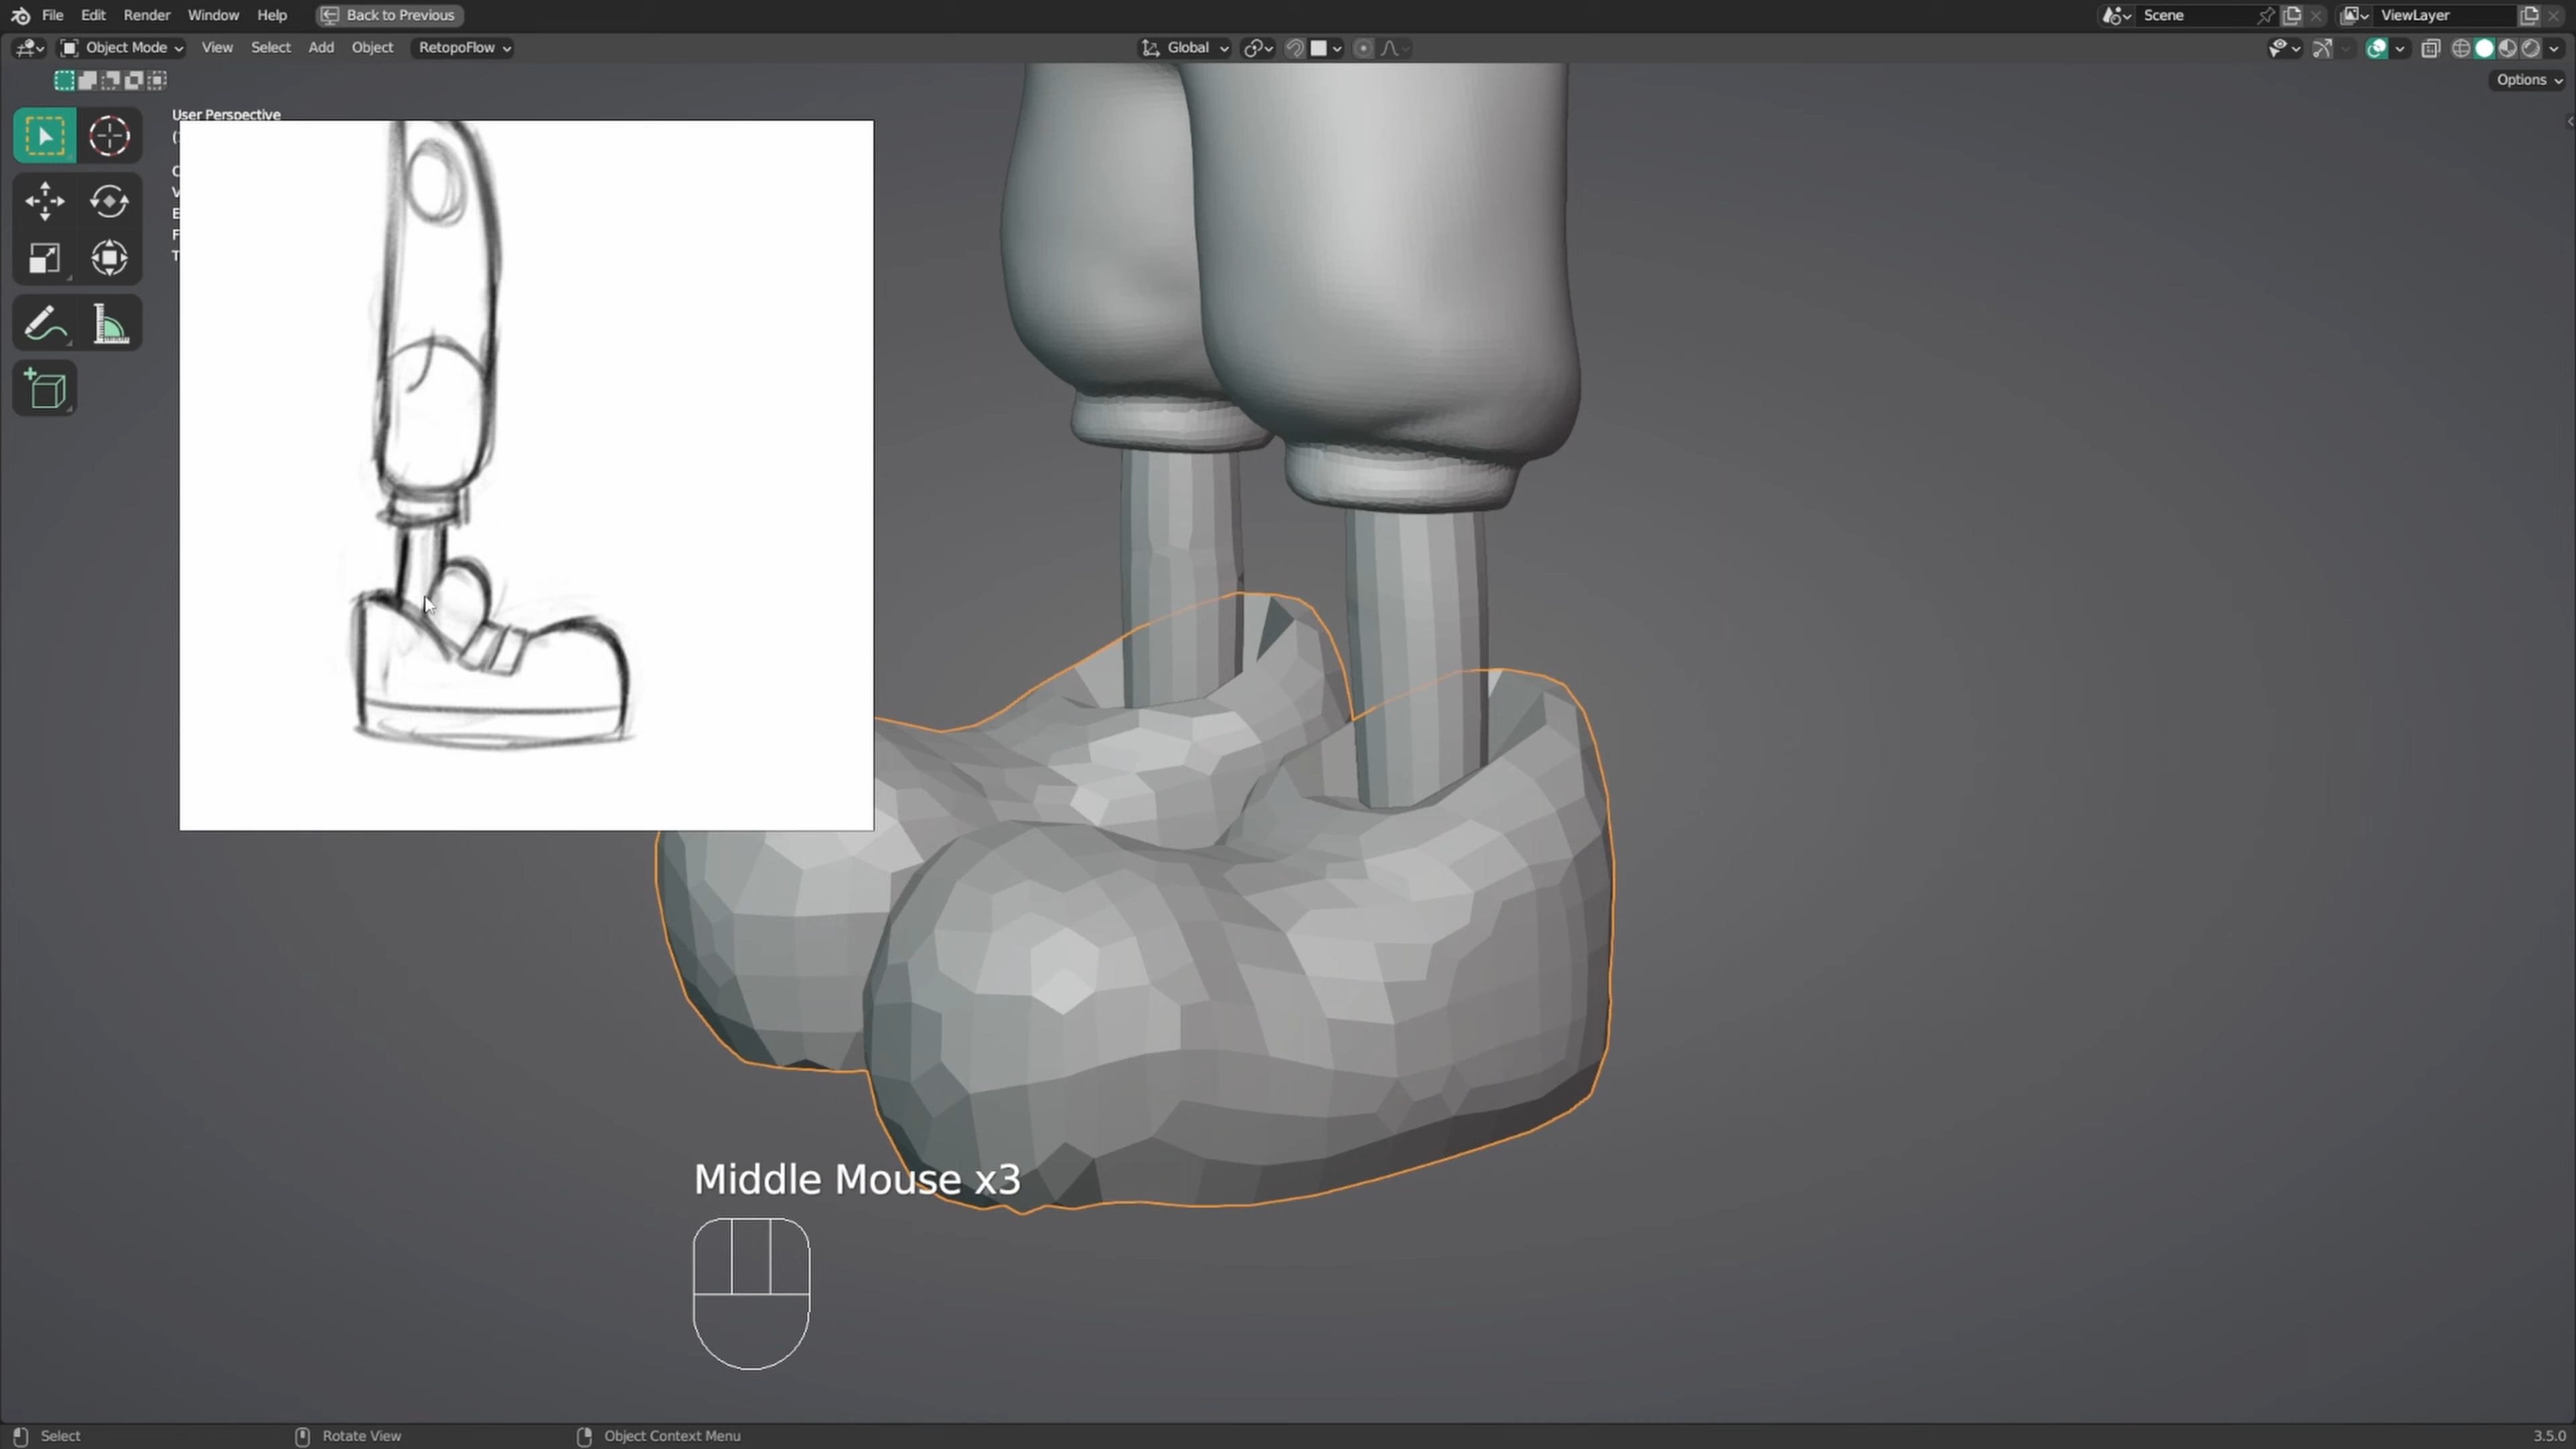 File Edit Render Window Help Back to Previous Scene ViewLayer
Object Mode View Select Add Object RetopoFlow Global
Options
User Perspective
(
C
V
E
F
T
Middle Mouse x3
Select Rotate View Object Context Menu 3.5.0